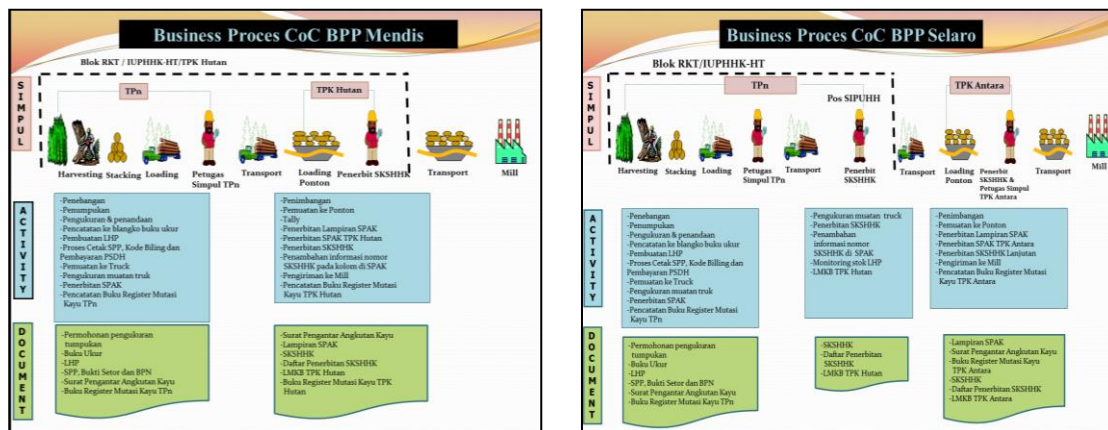 Business Proces CoC BPP Mendis
Blok RKT / IUPHHK-HT/TPK Hutan
SIMPUL
TPn
TPK Hutan
Harvesting
Stacking
Loading
Petugas
Simpul TPn
Transport
Loading
Ponton
Penerbit SKSHHK
Transport
Mill
ACTIVITY
-Penebangan
-Penumpukan
-Pengukuran & penandaan
-Pencatatan ke blangko buku ukur
-Pembuatan LHP
-Proses Cetak SPP, Kode Biling dan
Pembayaran PSDH
-Pemuatan ke Truck
-Pengukuran muatan truk
-Penerbitan SPAK
-Pencatatan Buku Register Mutasi
Kayu TPn
-Penimbangan
-Pemuatan ke Ponton
-Tally
-Penerbitan Lampiran SPAK
-Penerbitan SPAK TPK Hutan
-Penerbitan SKSHHK
-Penambahan informasi nomor
SKSHHK pada kolom di SPAK
-Pengiriman ke Mill
-Pencatatan Buku Register Mutasi
Kayu TPK Hutan
DOCUMENT
-Permohonan pengukuran
tumpukan
-Buku Ukur
-LHP
-SPP, Bukti Setor dan BPN
-Surat Pengantar Angkutan Kayu
-Buku Register Mutasi Kayu TPn
-Surat Pengantar Angkutan Kayu
-Lampiran SPAK
-SKSHHK
-Daftar Penerbitan SKSHHK
-LMKB TPK Hutan
-Buku Register Mutasi Kayu TPK
Hutan
Business Proces CoC BPP Selaro
Blok RKT/IUPHHK-HT
SIMPUL
TPn
Pos SIPUHH
TPK Antara
Harvesting
Stacking
Loading
Petugas
Simpul TPn
Transport
Penerbit
SKSHHK
Transport
Loading
Ponton
Penerbit
SKSHHK &
Petugas Simpul
TPK Antara
Transport
Mill
ACTIVITY
-Penebangan
-Penumpukan
-Pengukuran & penandaan
-Pencatatan ke blangko buku ukur
-Pembuatan LHP
-Proses Cetak SPP, Kode Billing dan
Pembayaran PSDH
-Pemuatan ke Truck
-Pengukuran muatan truk
-Penerbitan SPAK
-Pencatatan Buku Register Mutasi
Kayu TPn
-Pengukuran muatan truck
-Penerbitan SKSHHK
-Penambahan
informasi nomor
SKSHHK di SPAK
-Monitoring stok LHP
-LMKB TPK Hutan
-Penimbangan
-Pemuatan ke Ponton
-Penerbitan Lampiran SPAK
-Penerbitan SPAK TPK Antara
-Penerbitan SKSHHK Lanjutan
-Pengiriman ke Mill
-Pencatatan Buku Register Mutasi
Kayu TPK Antara
DOCUMENT
-Permohonan pengukuran
tumpukan
-Buku Ukur
-LHP
-SPP, Bukti Setor dan BPN
-Surat Pengantar Angkutan Kayu
-Buku Register Mutasi Kayu TPn
-SKSHHK
-Daftar Penerbitan
SKSHHK
-LMKB TPK Hutan
-Lampiran SPAK
-Surat Pengantar Angkutan Kayu
-Buku Register Mutasi Kayu
TPK Antara
-SKSHHK
-Daftar Penerbitan SKSHHK
-LMKB TPK Antara